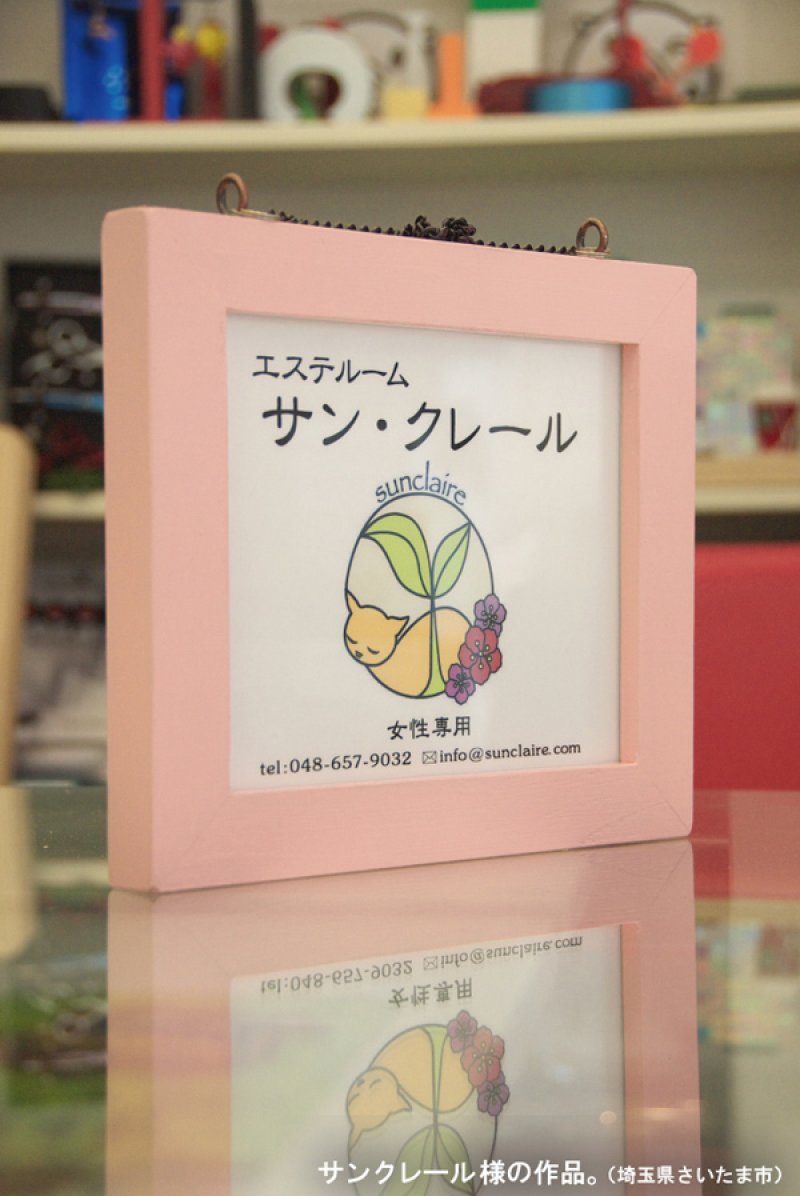 エステルーム
サン・クレール
sunclaire
女性専用
tel:048-657-9032 ✉info@sunclaire.com
サンクレール様の作品。(埼玉県さいたま市)